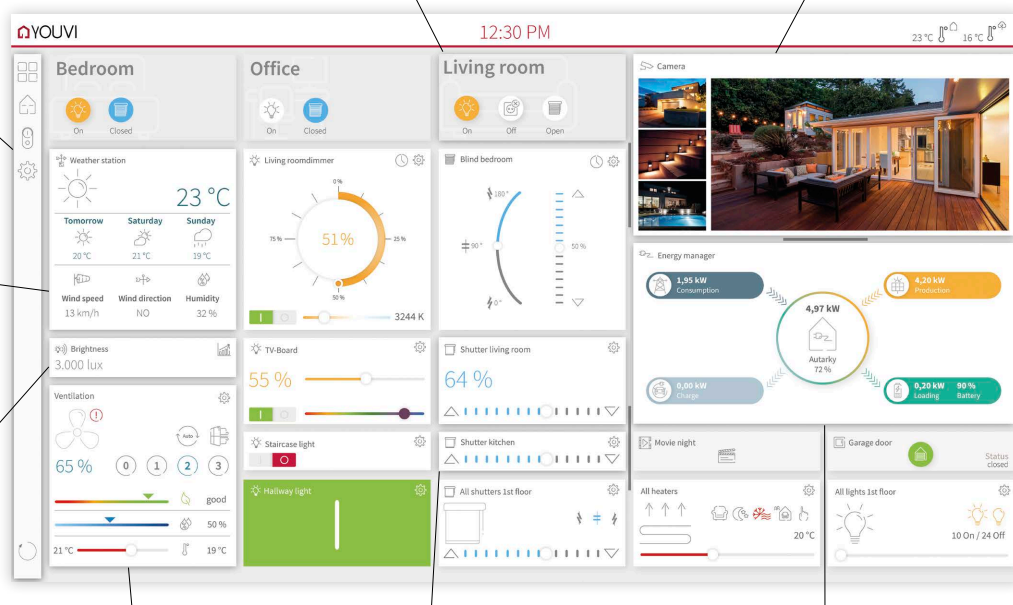 YOUVI
12:30 PM
23 °C 16 °C
Bedroom
On Closed
Office
On Closed
Living room
On Off Open
Camera
Weather station
23 °C
Tomorrow Saturday Sunday
20 °C 21 °C 19 °C
Wind speed Wind direction Humidity
13 km/h NO 32 %
Living roomdimmer
0 %
75 % 51 % 25 %
50 %
3244 K
Blind bedroom
180 °
90 ° 50 %
0 °
Energy manager
1,95 kW
Consumption
4,20 kW
Production
4,97 kW
Autarky
72 %
0,00 kW
Charge
0,20 kW 90 %
Loading Battery
Brightness
3.000 lux
TV-Board
55 %
Shutter living room
64 %
Ventilation
Auto
65 % 0 1 2 3
good
50 %
21 °C 19 °C
Staircase light
Shutter kitchen
Movie night
Garage door
Status
closed
Hallway light
All shutters 1st floor
All heaters
20 °C
All lights 1st floor
10 On / 24 Off